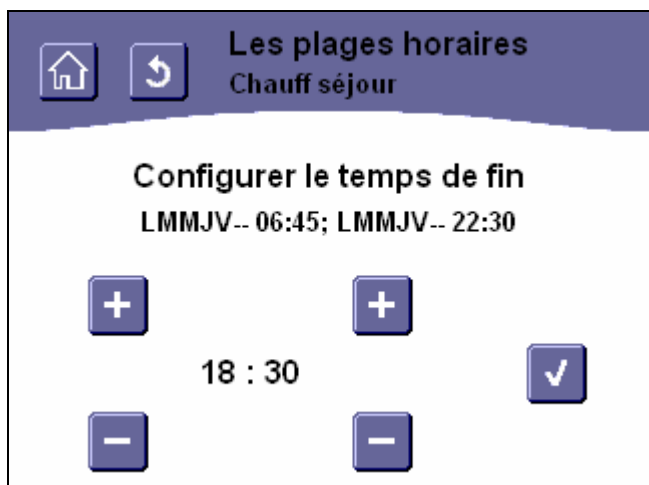 Les plages horaires
Chauff séjour
Configurer le temps de fin
LMMJV-- 06:45; LMMJV-- 22:30
18 : 30